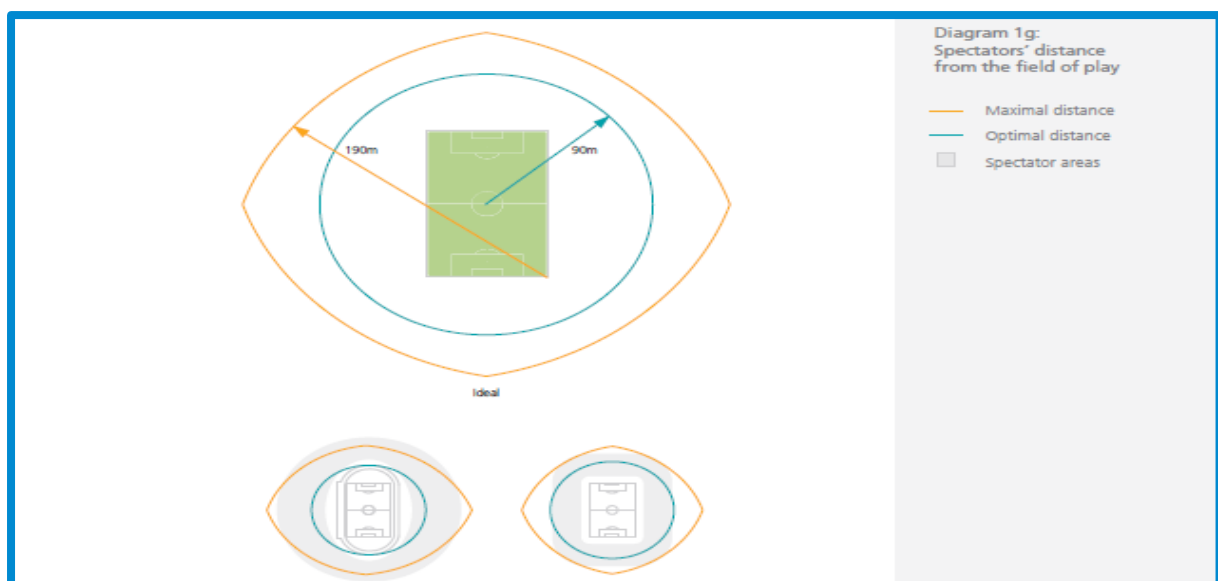 Diagram 1g:
Spectators' distance
from the field of play
Maximal distance
Optimal distance
Spectator areas
190m
90m
Ideal